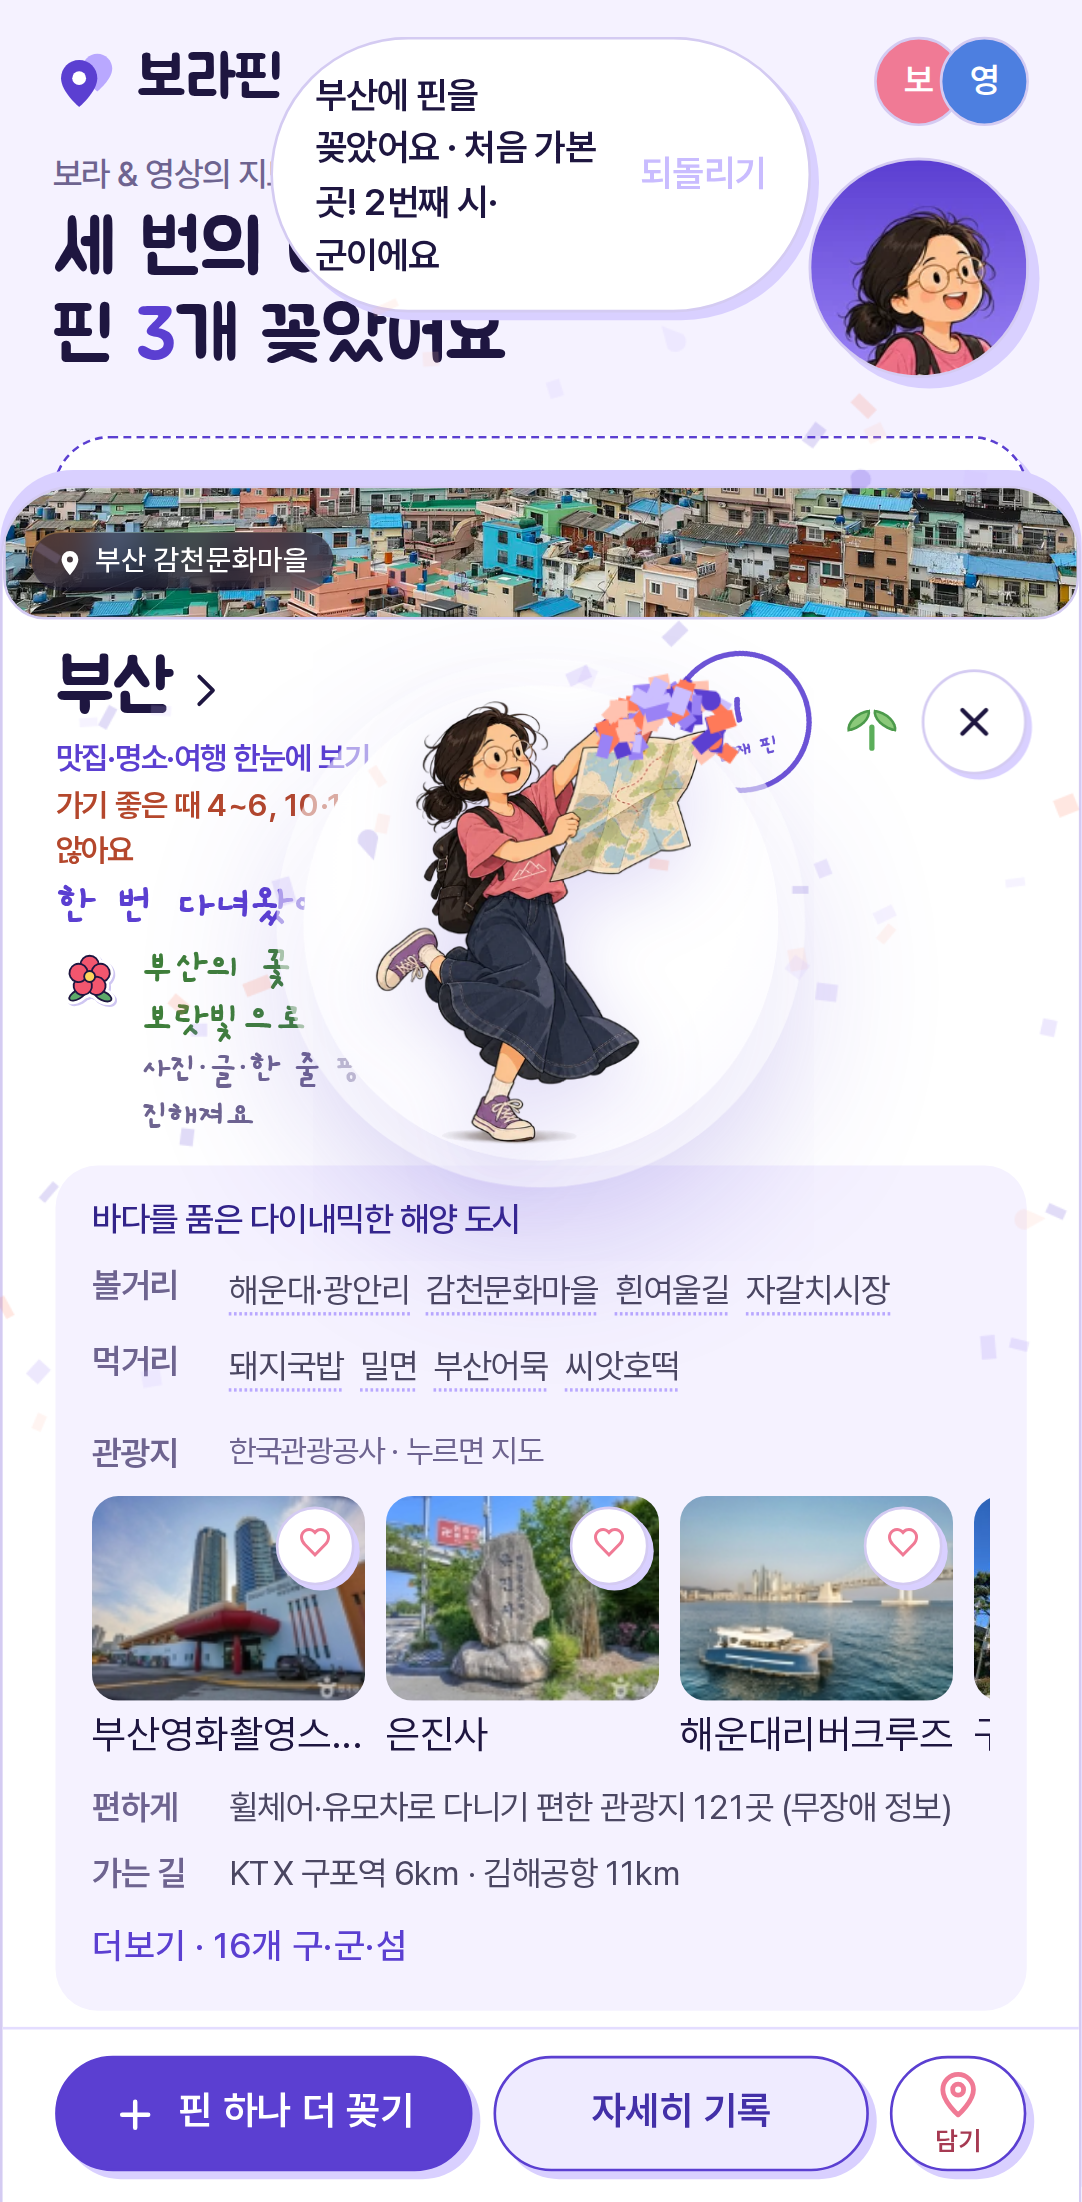 보라핀
부산에 핀을
꽂았어요 · 처음 가본
곳! 2번째 시·
군이에요
되돌리기
보 영
보라 & 영상의 지
세 번의
핀 3개 꽂았어요
부산 감천문화마을
부산
재 핀
맛집·명소·여행 한눈에 보기
가기 좋은 때 4~6, 10·1
않아요
한 번 다녀왔
부산의 꽃
보랏빛으로
사진·글·한 줄
진해져요
바다를 품은 다이내믹한 해양 도시
볼거리 해운대·광안리 감천문화마을 흰여울길 자갈치시장
먹거리 돼지국밥 밀면 부산어묵 씨앗호떡
관광지 한국관광공사 · 누르면 지도
부산영화촬영스... 은진사 해운대리버크루즈
편하게 휠체어·유모차로 다니기 편한 관광지 121곳 (무장애 정보)
가는 길 KTX 구포역 6km · 김해공항 11km
더보기 · 16개 구·군·섬
핀 하나 더 꽂기
자세히 기록
담기